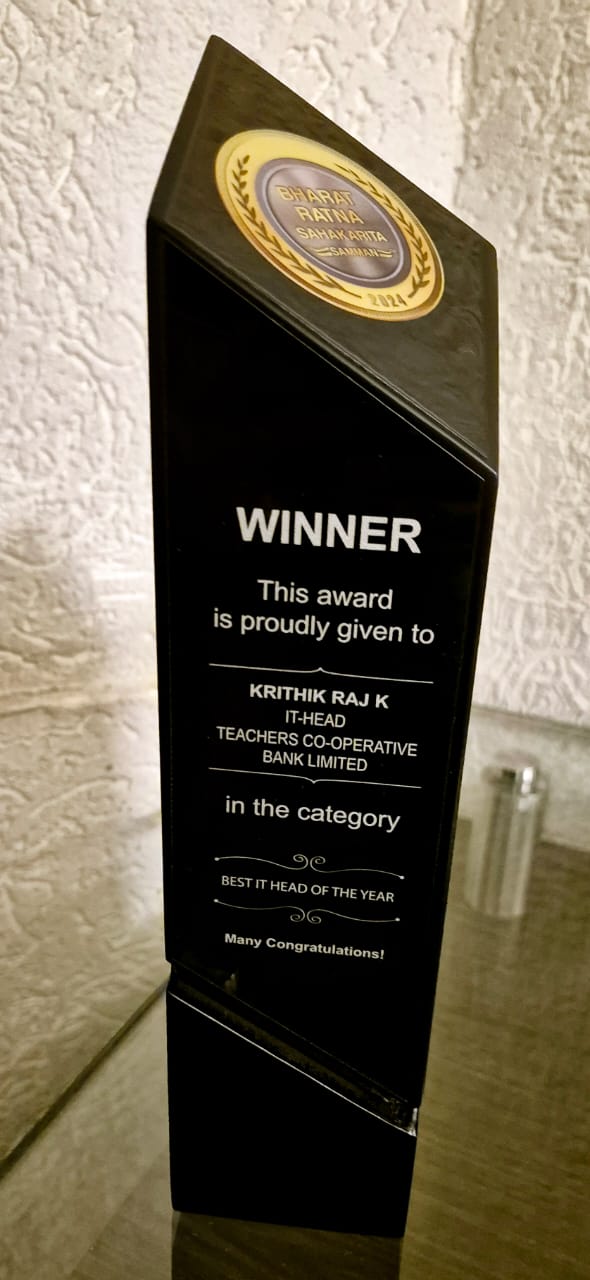 BHARAT
RATNA
SAHAKARITA
SAMMAN
2024
WINNER
This award
is proudly given to
KRITHIK RAJ K
IT-HEAD
TEACHERS CO-OPERATIVE
BANK LIMITED
in the category
BEST IT HEAD OF THE YEAR
Many Congratulations!